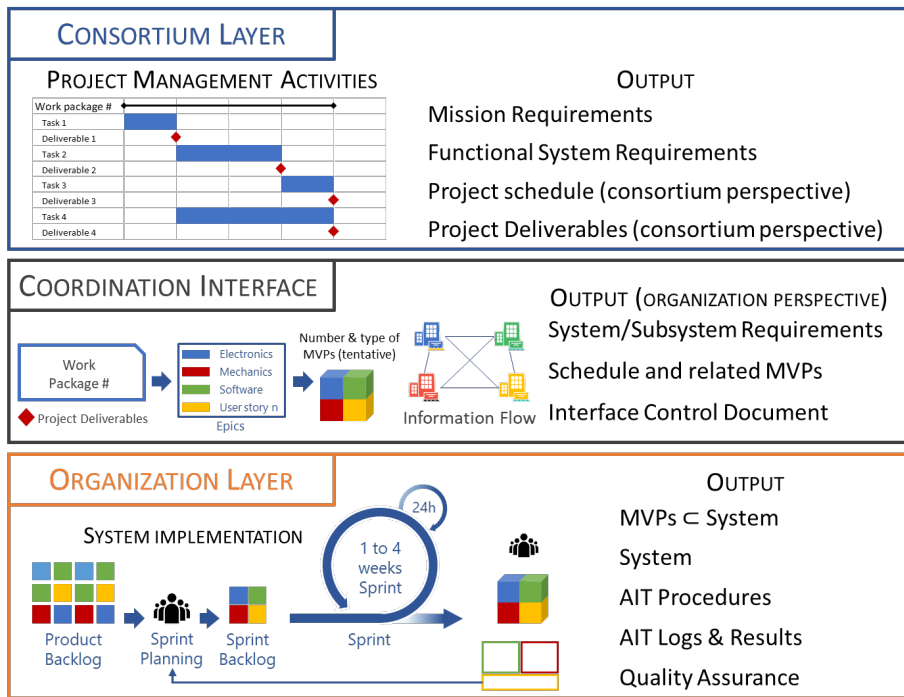 CONSORTIUM LAYER
PROJECT MANAGEMENT ACTIVITIES
Work package #
Task 1
Deliverable 1
Task 2
Deliverable 2
Task 3
Deliverable 3
Task 4
Deliverable 4
OUTPUT
Mission Requirements
Functional System Requirements
Project schedule (consortium perspective)
Project Deliverables (consortium perspective)
COORDINATION INTERFACE
Work
Package #
Project Deliverables
Electronics
Mechanics
Software
Userstory n
Epics
Number & type of
MVPs (tentative)
Information Flow
OUTPUT (ORGANIZATION PERSPECTIVE)
System/Subsystem Requirements
Schedule and related MVPs
Interface Control Document
ORGANIZATION LAYER
SYSTEM IMPLEMENTATION
Product
Backlog
Sprint
Planning
Sprint
Backlog
24h
1 to 4
weeks
Sprint
Sprint
OUTPUT
MVPs ⊂ System
System
AIT Procedures
AIT Logs & Results
Quality Assurance